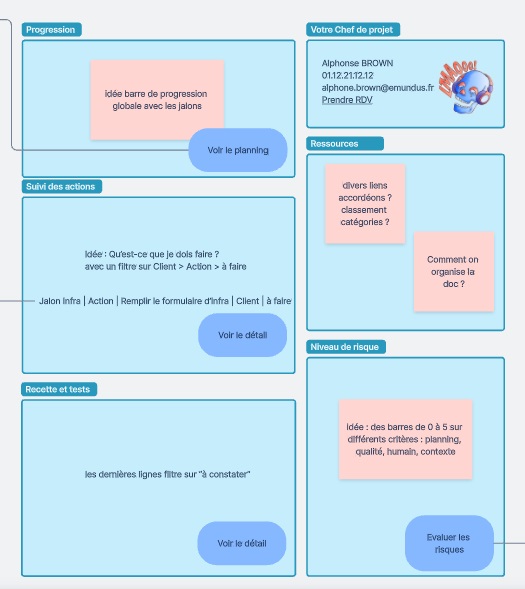 Progression
idée barre de progression
globale avec les jalons
Voir le planning
Suivi des actions
Idée : Qu'est-ce que je dois faire ?
avec un filtre sur Client > Action > à faire
Jalon Infra | Action | Remplir le formulaire d'infra | Client | à faire
Voir le détail
Recette et tests
les dernières lignes filtre sur "à constater"
Voir le détail
Votre Chef de projet
Alphonse BROWN
01.12.21.12.12
alphone.brown@emundus.fr
Prendre RDV
Ressources
divers liens
accordéons ?
classement
catégories ?
Comment on
organise la
doc ?
Niveau de risque
idée : des barres de 0 à 5 sur
différents critères : planning,
qualité, humain, contexte
Evaluer les
risques